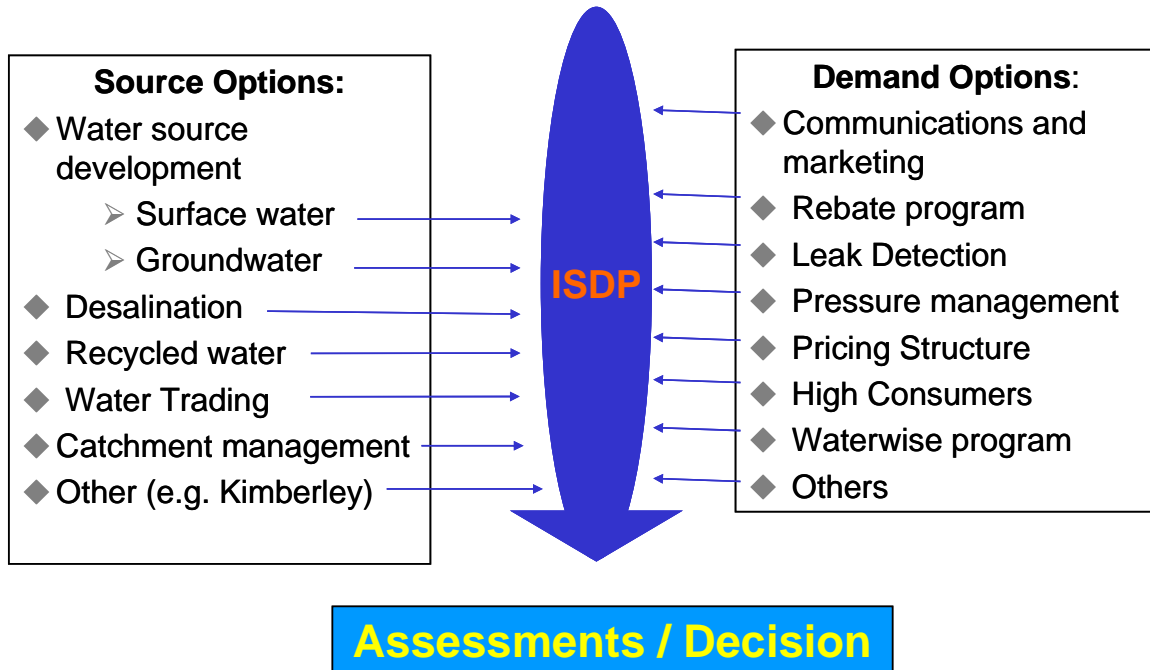 Source Options:
Water source
development
Surface water
Groundwater
Desalination
Recycled water
Water Trading
Catchment management
Other (e.g. Kimberley)
ISDP
Demand Options:
Communications and
marketing
Rebate program
Leak Detection
Pressure management
Pricing Structure
High Consumers
Waterwise program
Others
Assessments / Decision